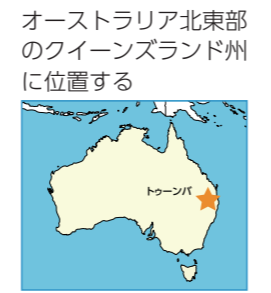 オーストラリア北東部
のクイーンズランド州
に位置する
トゥーンバ